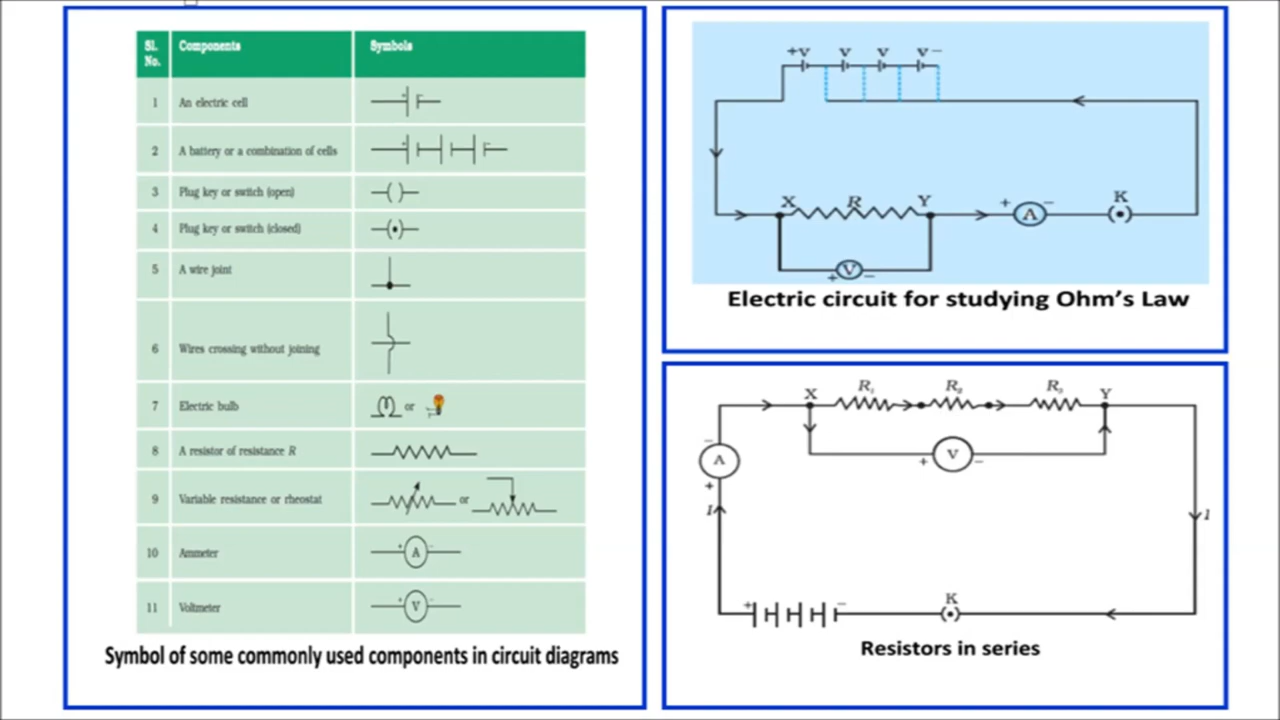 Sl. No.
Components
Symbols
1
An electric cell
+
-
2
A battery or a combination of cells
+
-
3
Plug key or switch (open)
4
Plug key or switch (closed)
5
A wire joint
6
Wires crossing without joining
7
Electric bulb
or
8
A resistor of resistance R
9
Variable resistance or rheostat
or
10
Ammeter
+ A -
11
Voltmeter
+ V -
Symbol of some commonly used components in circuit diagrams
+V V V V-
X R Y
+ A -
K
+ V -
Electric circuit for studying Ohm's Law
X R₁ R₂ R₃ Y
-
A
+
+ V -
I
I
+ -
K
Resistors in series